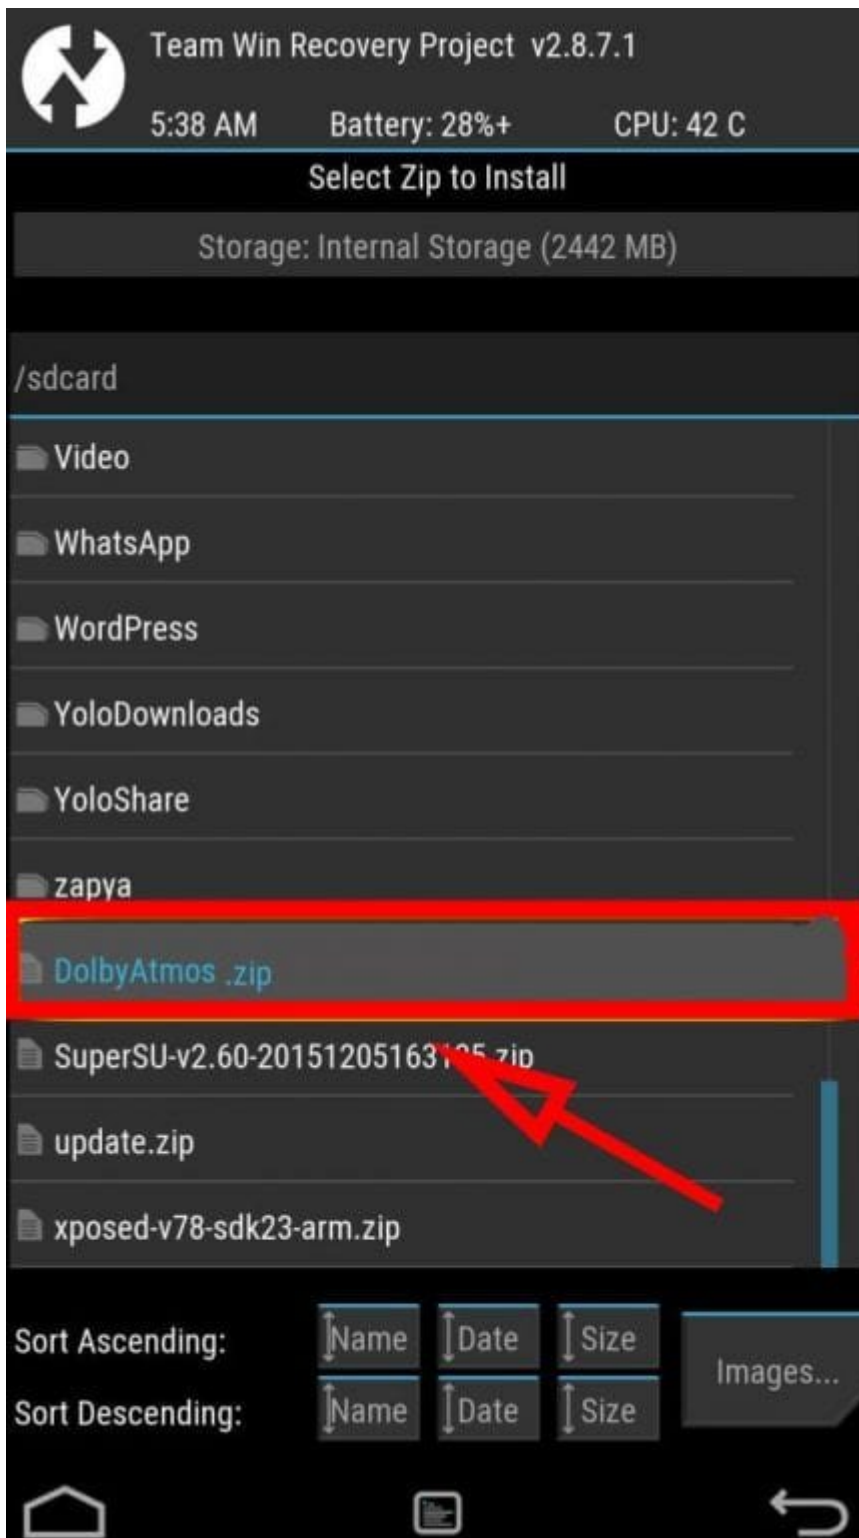 Team Win Recovery Project v2.8.7.1
5:38 AM Battery: 28%+ CPU: 42 C
Select Zip to Install
Storage: Internal Storage (2442 MB)
/sdcard
Video
WhatsApp
WordPress
YoloDownloads
YoloShare
zapya
DolbyAtmos .zip
update.zip
xposed-v78-sdk23-arm.zip
Sort Ascending: Name Date Size
Images...
Sort Descending: Name Date Size